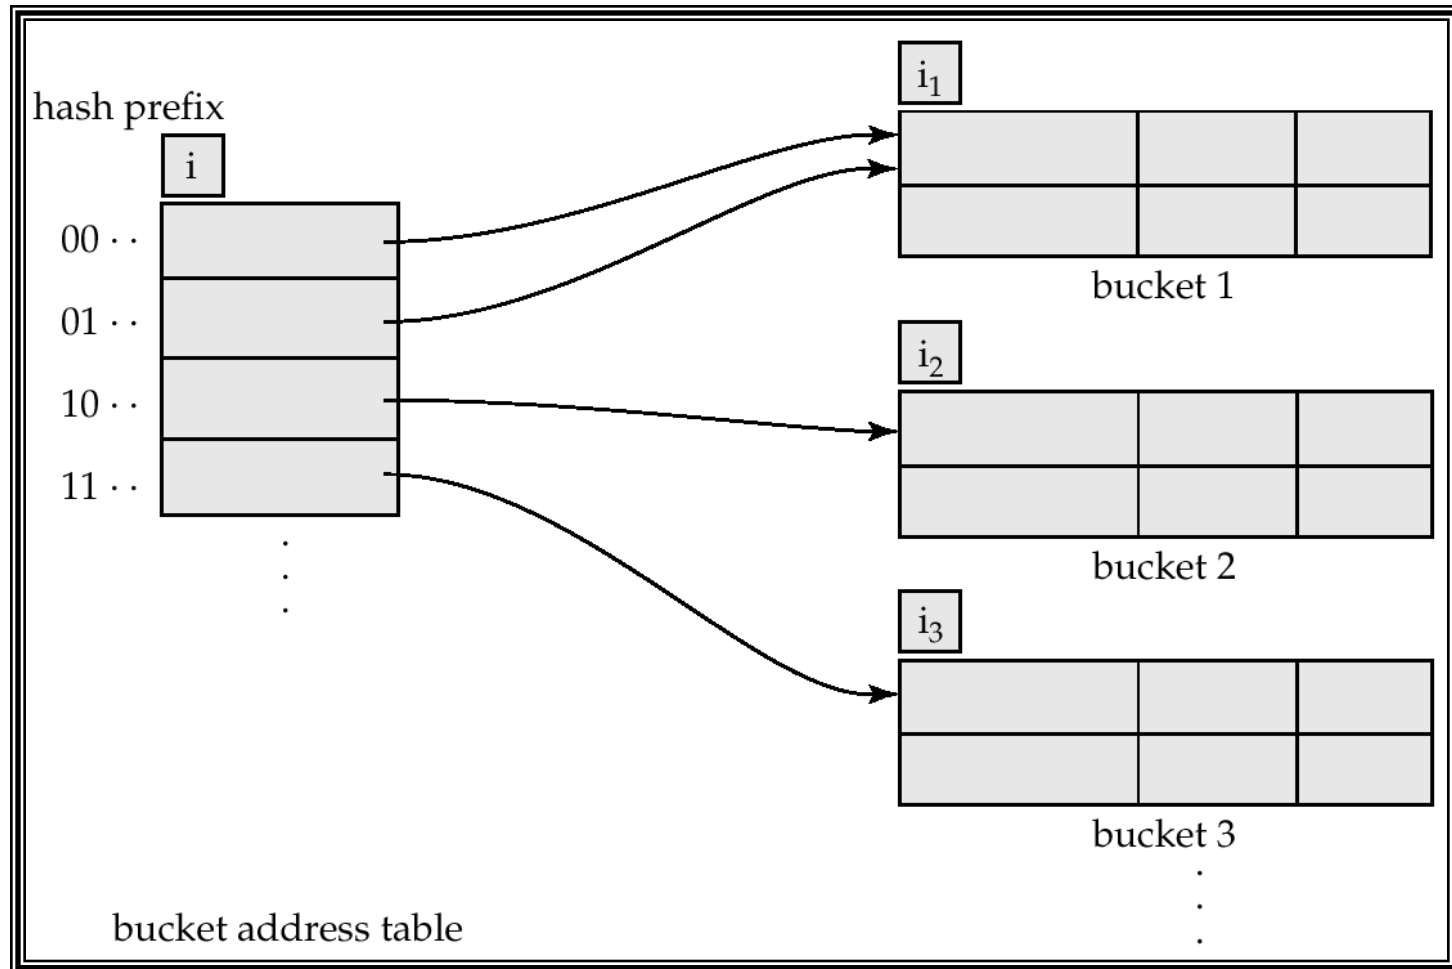 hash prefix
i
00 · ·
01 · ·
10 · ·
11 · ·
·
·
·
bucket address table
i₁
bucket 1
i₂
bucket 2
i₃
bucket 3
·
·
·